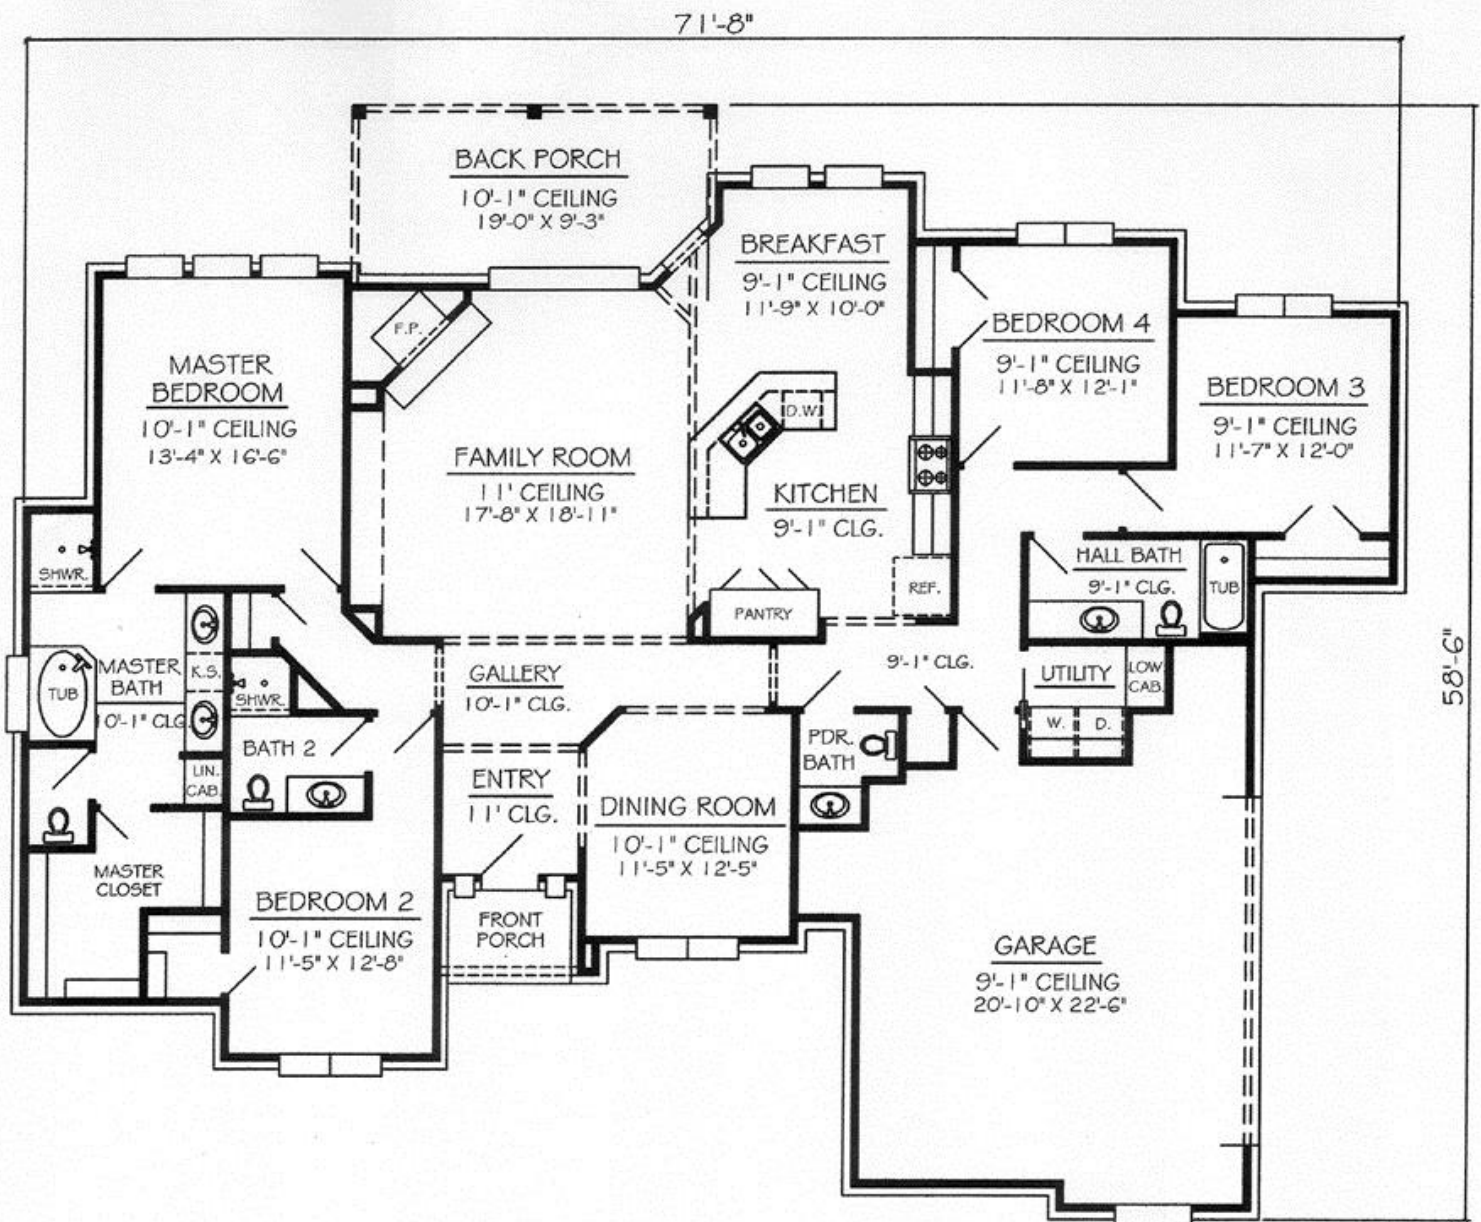 71'-8"
BACK PORCH
10'-1" CEILING
19'-0" X 9'-3"
BREAKFAST
9'-1" CEILING
11'-9" X 10'-0"
F.P.
BEDROOM 4
9'-1" CEILING
11'-8" X 12'-1"
MASTER
BEDROOM
10'-1" CEILING
13'-4" X 16'-6"
BEDROOM 3
9'-1" CEILING
11'-7" X 12'-0"
D.W.
FAMILY ROOM
11' CEILING
17'-8" X 18'-11"
KITCHEN
9'-1" CLG.
SHWR.
HALL BATH
9'-1" CLG.
TUB
REF.
PANTRY
58'-6"
MASTER
BATH
10'-1" CLG.
TUB
K.S.
SHWR.
GALLERY
10'-1" CLG.
9'-1" CLG.
UTILITY
LOW
CAB.
W.
D.
BATH 2
PDR.
BATH
LIN.
CAB.
ENTRY
11' CLG.
DINING ROOM
10'-1" CEILING
11'-5" X 12'-5"
MASTER
CLOSET
BEDROOM 2
10'-1" CEILING
11'-5" X 12'-8"
FRONT
PORCH
GARAGE
9'-1" CEILING
20'-10" X 22'-6"